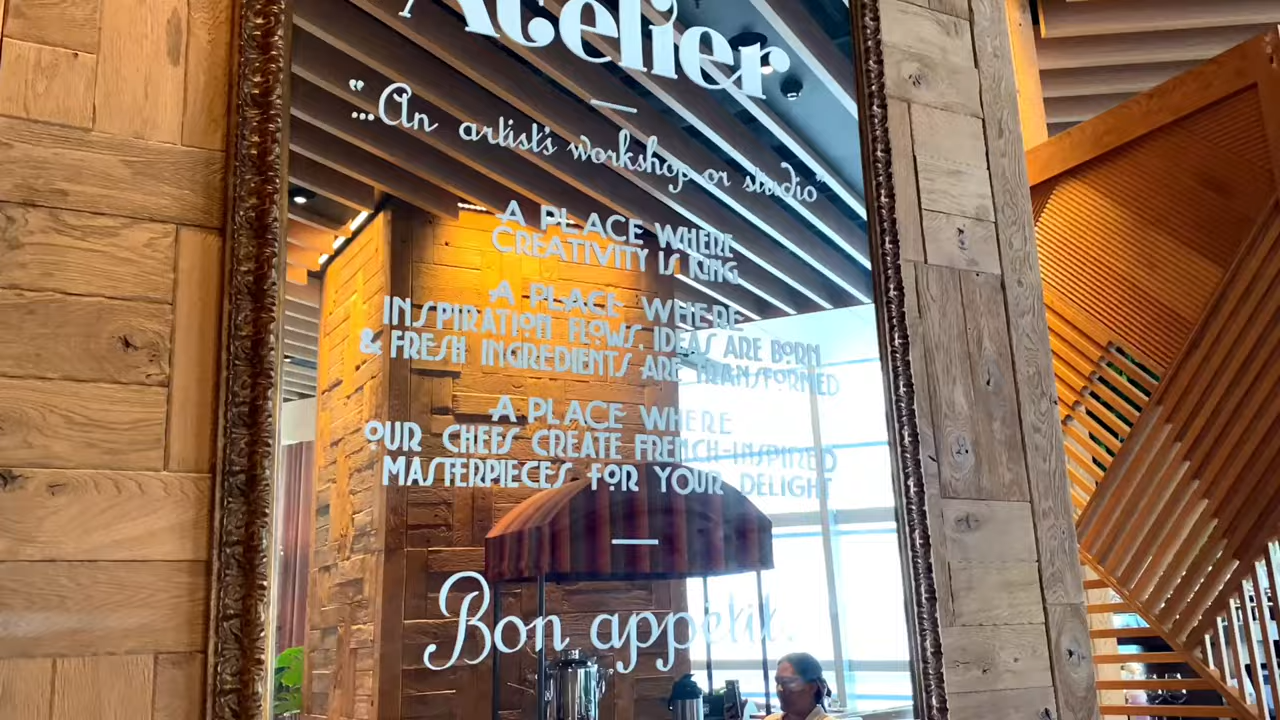 Atelier
"...An artist's workshop or studio"
A PLACE WHERE
CREATIVITY IS KING
A PLACE WHERE
INSPIRATION FLOWS, IDEAS ARE BORN
& FRESH INGREDIENTS ARE TRANSFORMED
A PLACE WHERE
OUR CHEFS CREATE FRENCH-INSPIRED
MASTERPIECES FOR YOUR DELIGHT
Bon appétit.